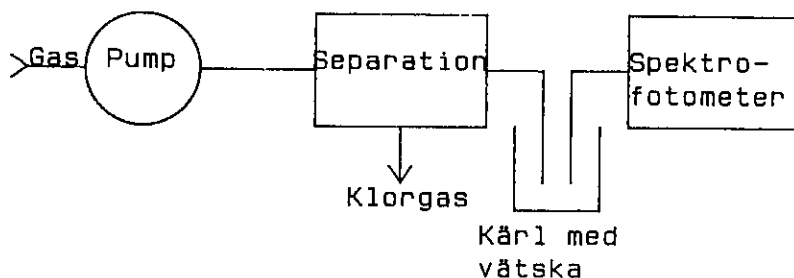 Gas
Pump
Separation
Spektro-
fotometer
Klorgas
Kärl med
vätska